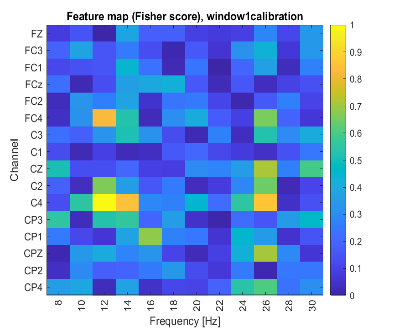 Feature map (Fisher score), window1calibration
FZ
FC3
FC1
FCz
FC2
FC4
C3
C1
CZ
C2
C4
CP3
CP1
CPZ
CP2
CP4
Channel
8 10 12 14 16 18 20 22 24 26 28 30
Frequency [Hz]
1
0.9
0.8
0.7
0.6
0.5
0.4
0.3
0.2
0.1
0